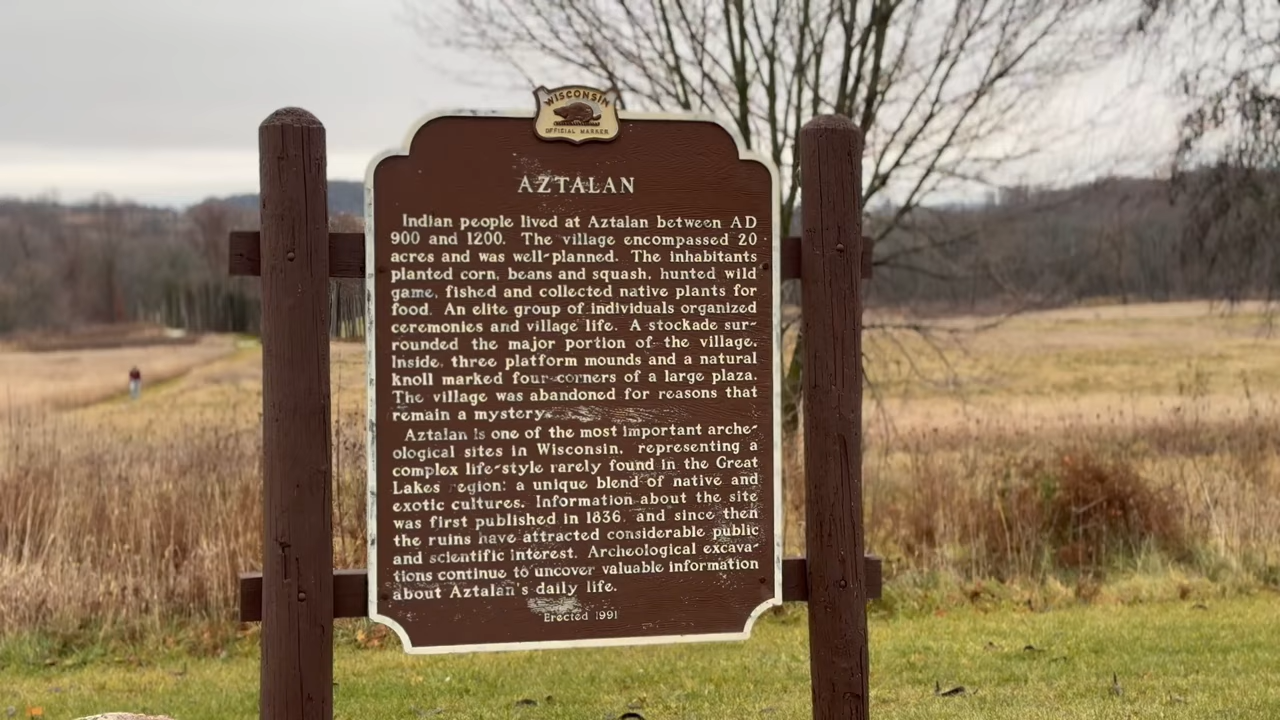 WISCONSIN
OFFICIAL MARKER
AZTALAN
Indian people lived at Aztalan between AD
900 and 1200. The village encompassed 20
acres and was well-planned. The inhabitants
planted corn, beans and squash, hunted wild
game, fished and collected native plants for
food. An elite group of individuals organized
ceremonies and village life. A stockade sur-
rounded the major portion of the village.
Inside, three platform mounds and a natural
knoll marked four corners of a large plaza.
The village was abandoned for reasons that
remain a mystery.
Aztalan is one of the most important arche-
ological sites in Wisconsin, representing a
complex life-style rarely found in the Great
Lakes region: a unique blend of native and
exotic cultures. Information about the site
was first published in 1836, and since then
the ruins have attracted considerable public
and scientific interest. Archeological excava-
tions continue to uncover valuable information
about Aztalan's daily life.
Erected 1991